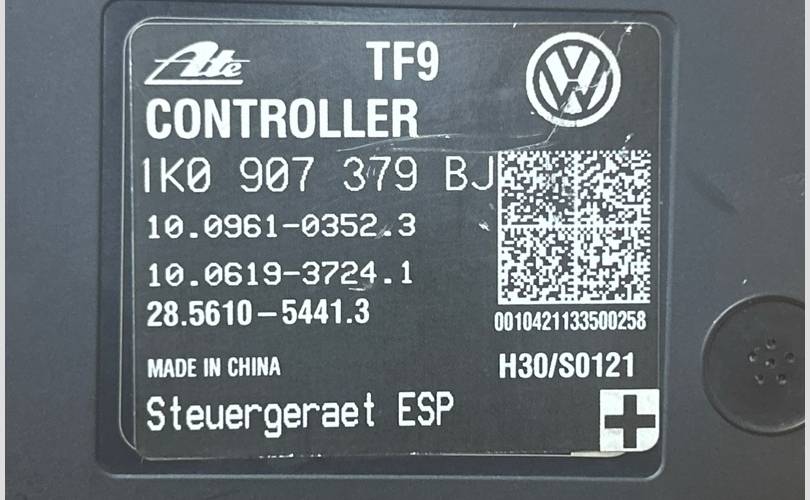 Ate TF9
CONTROLLER
1K0 907 379 BJ
10.0961-0352.3
10.0619-3724.1
28.5610-5441.3
0010421133500258
MADE IN CHINA H30/S0121
Steuergeraet ESP